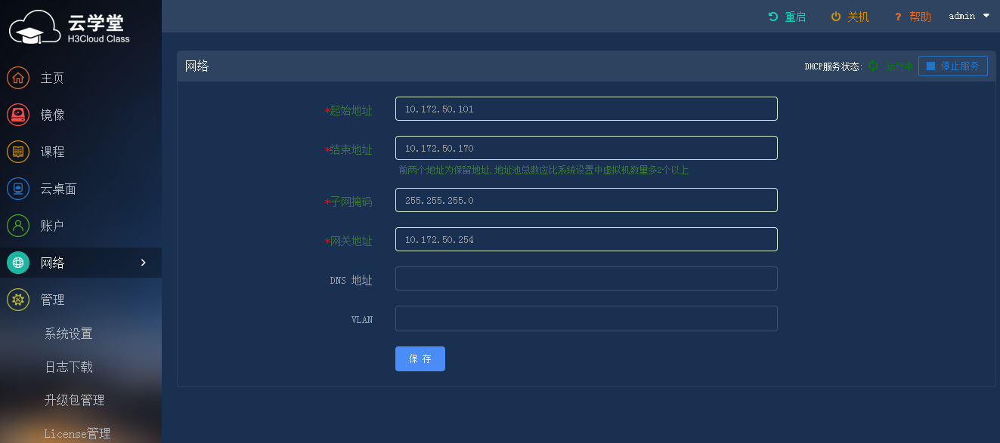 云学堂
H3Cloud Class
重启
关机
? 帮助
admin
主页
镜像
课程
云桌面
账户
网络
管理
系统设置
日志下载
升级包管理
License管理
网络
DHCP服务状态: 运行中 停止服务
*起始地址 10.172.50.101
*结束地址 10.172.50.170
前两个地址为保留地址,地址池总数应比系统设置中虚拟机数量多2个以上
*子网掩码 255.255.255.0
*网关地址 10.172.50.254
DNS 地址
VLAN
保 存